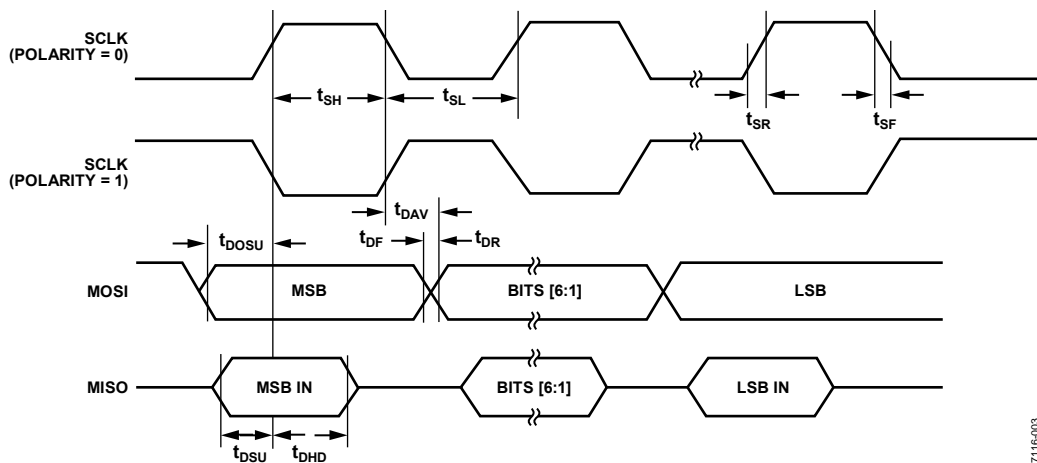 SCLK
(POLARITY = 0)
tSH
tSL
tSR
tSF
SCLK
(POLARITY = 1)
tDAV
tDOSU
tDF
tDR
MOSI
MSB
BITS [6:1]
LSB
MISO
MSB IN
BITS [6:1]
LSB IN
tDSU
tDHD
7116-003